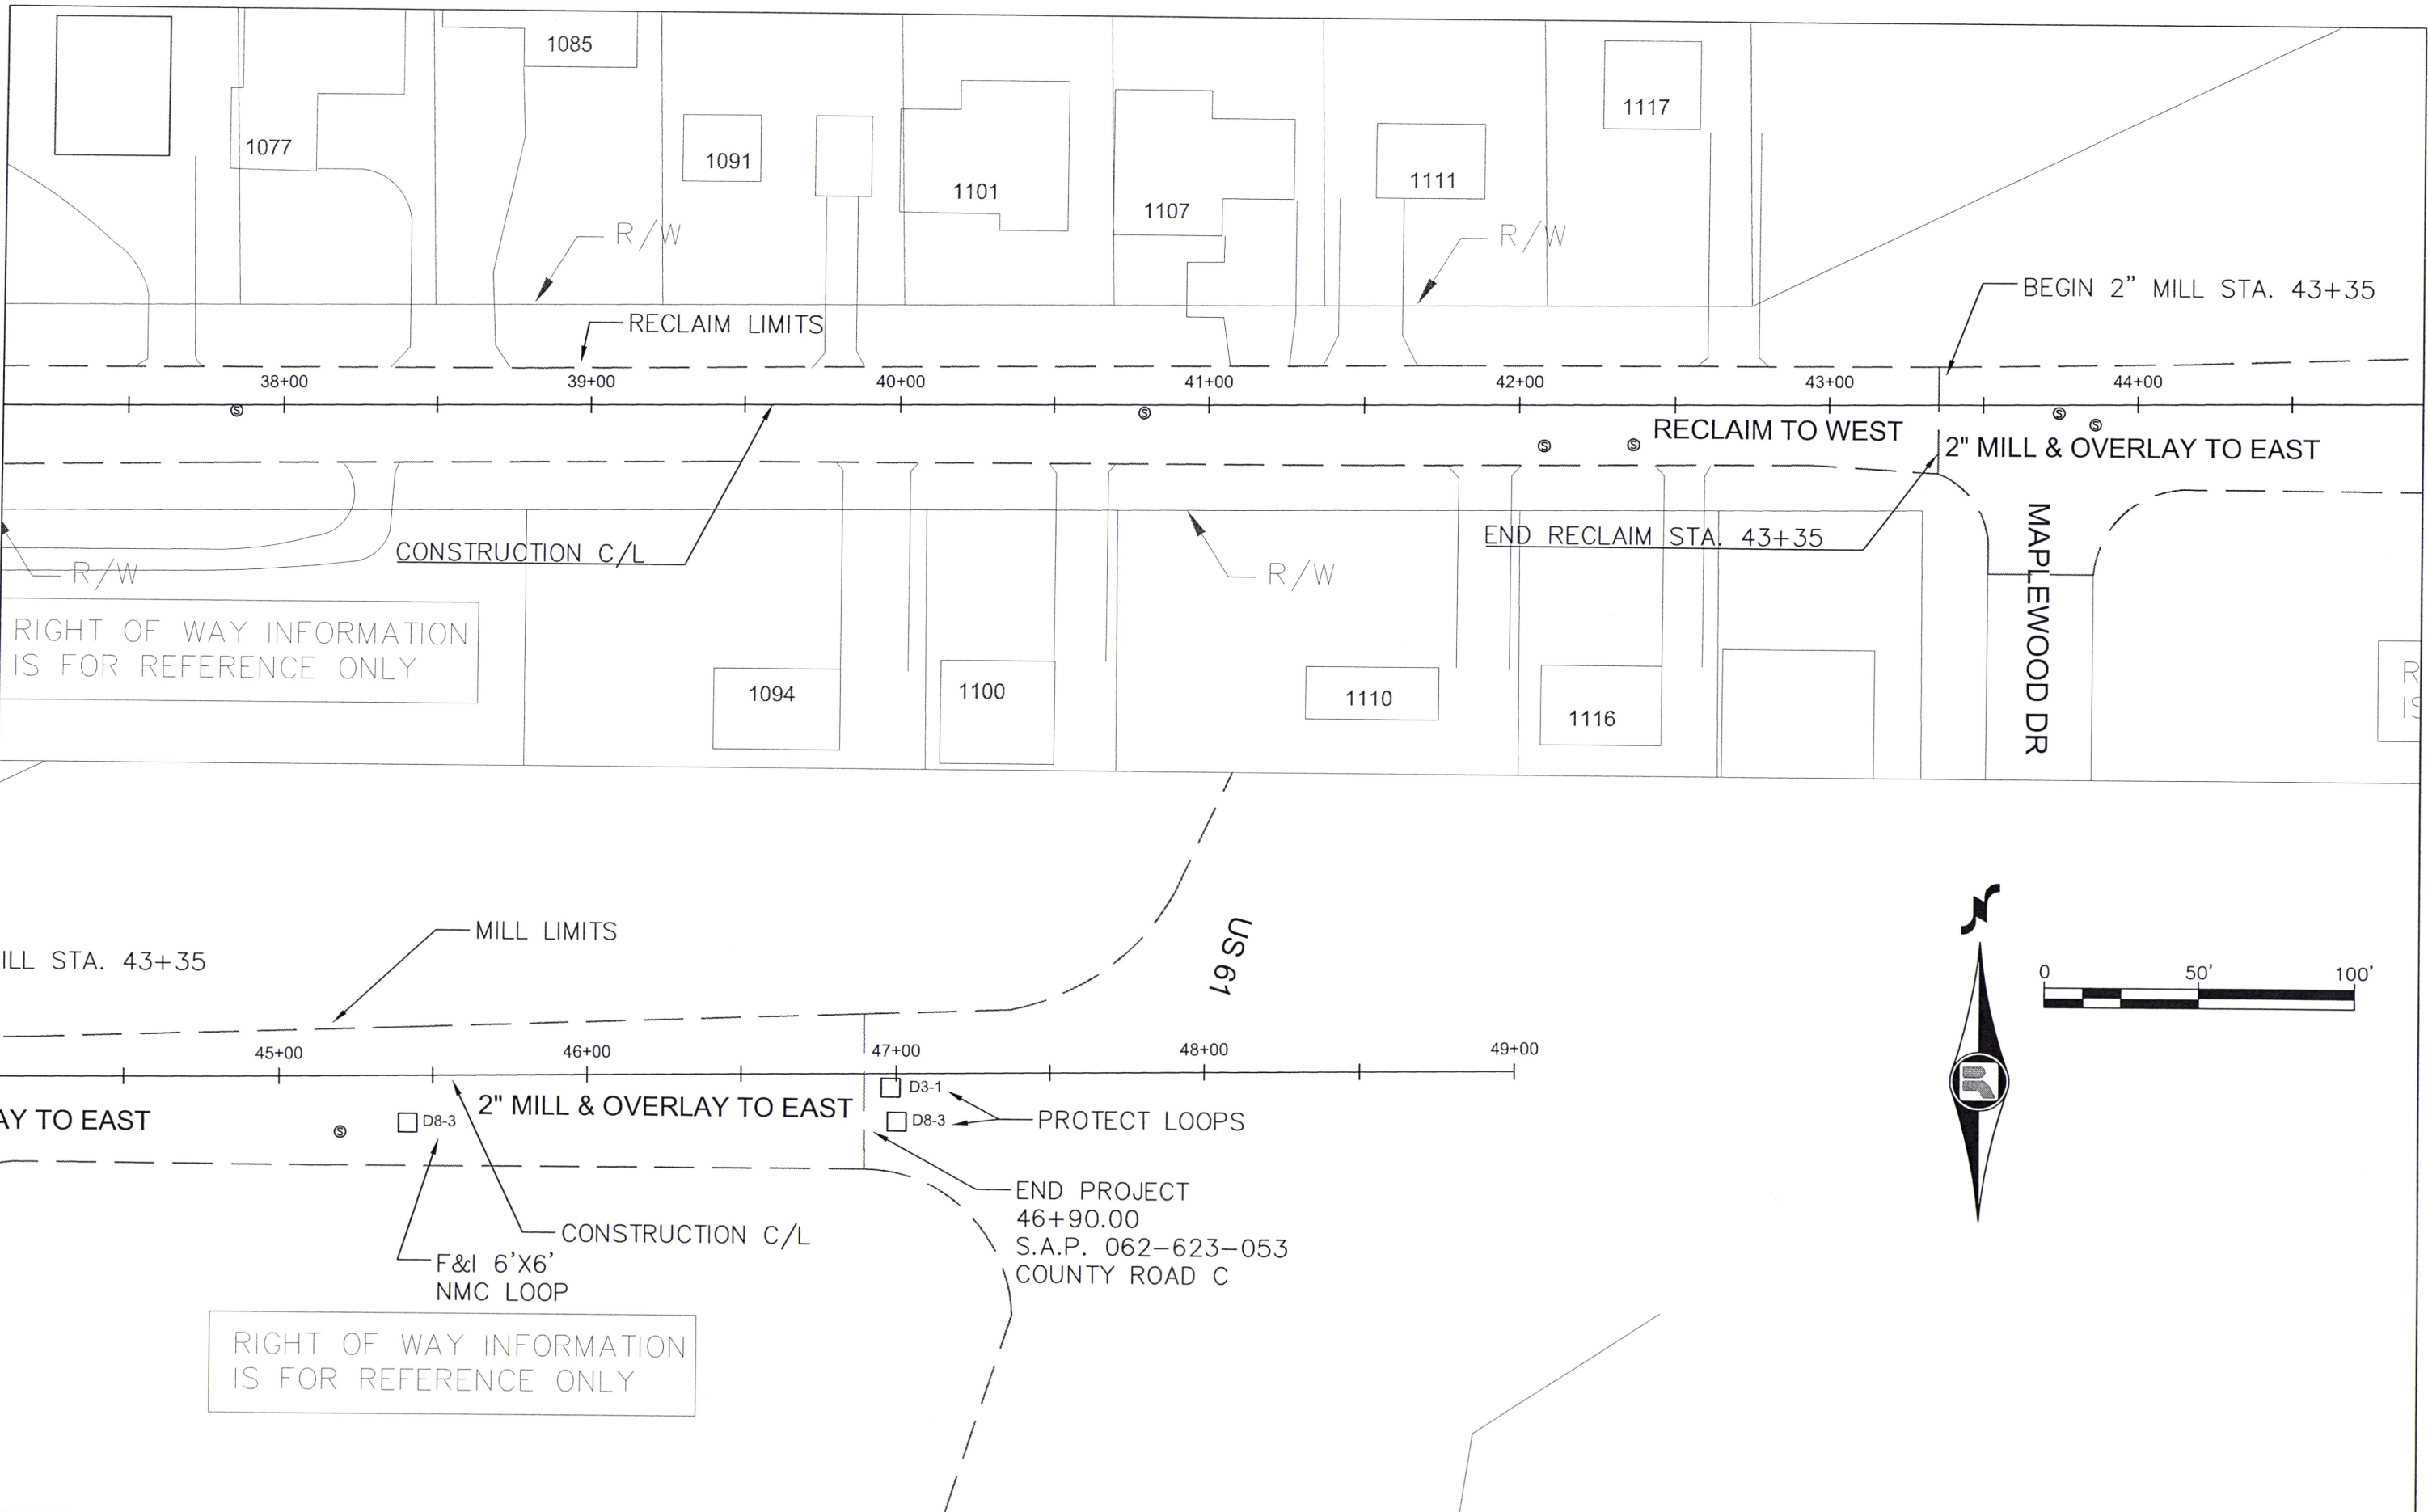 1085
1117
1077
1091
1101
1107
1111
R/W
R/W
BEGIN 2" MILL STA. 43+35
RECLAIM LIMITS
38+00
39+00
40+00
41+00
42+00
43+00
44+00
S
S
S
S
S
S
RECLAIM TO WEST
2" MILL & OVERLAY TO EAST
END RECLAIM STA. 43+35
CONSTRUCTION C/L
R/W
R/W
MAPLEWOOD DR
RIGHT OF WAY INFORMATION
IS FOR REFERENCE ONLY
R
IS
1094
1100
1110
1116
MILL LIMITS
ILL STA. 43+35
US 61
0
50'
100'
45+00
46+00
47+00
48+00
49+00
D3-1
AY TO EAST
S
D8-3
2" MILL & OVERLAY TO EAST
D8-3
PROTECT LOOPS
END PROJECT
46+90.00
S.A.P. 062-623-053
COUNTY ROAD C
CONSTRUCTION C/L
F&I 6'X6'
NMC LOOP
RIGHT OF WAY INFORMATION
IS FOR REFERENCE ONLY